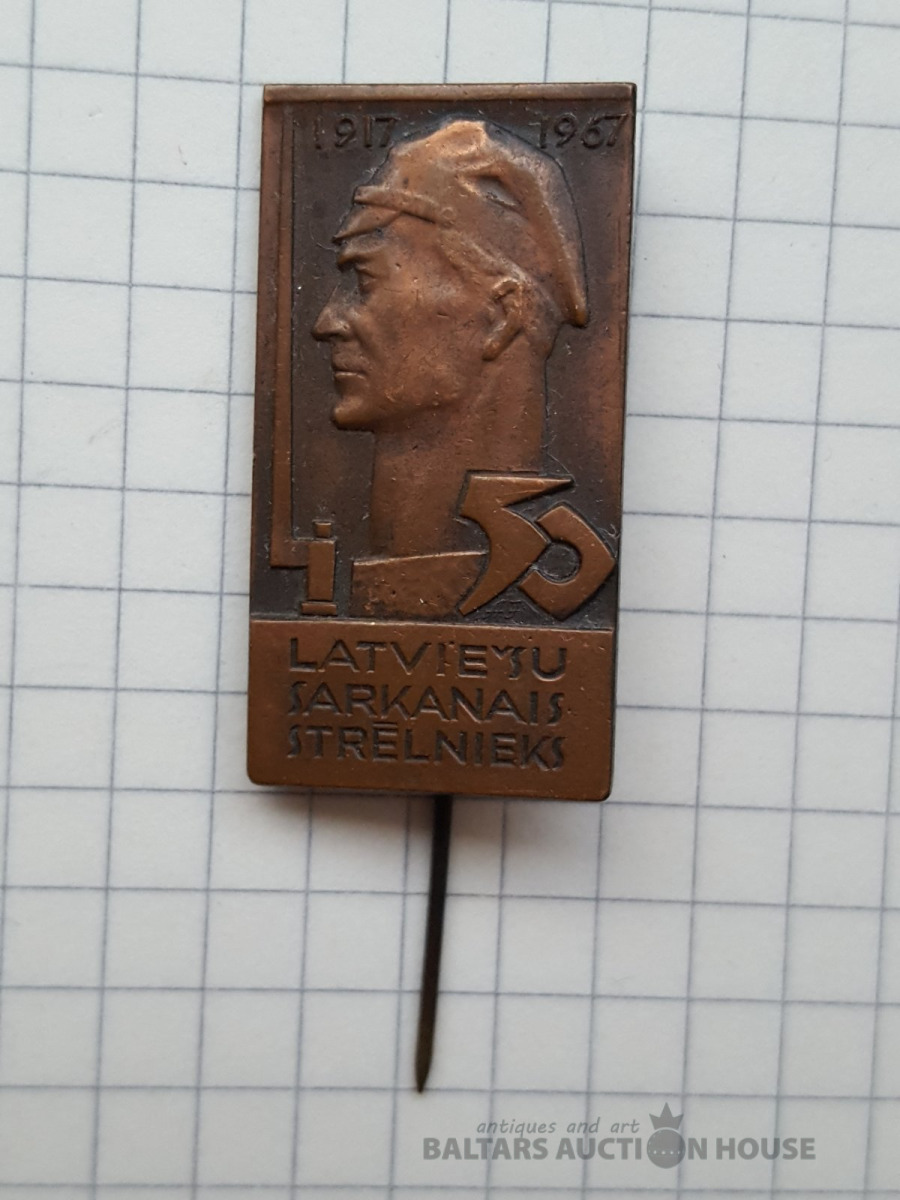 1917 1967
50
LATVIEŠU
SARKANAIS
STRĒLNIEKS
antiques and art
BALTARS AUCTION HOUSE